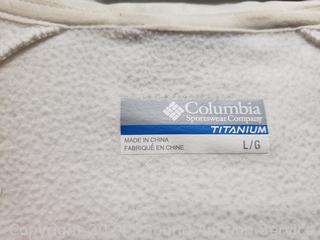 Columbia
Sportswear Company
TITANIUM
MADE IN CHINA
FABRIQUÉ EN CHINE
L/G